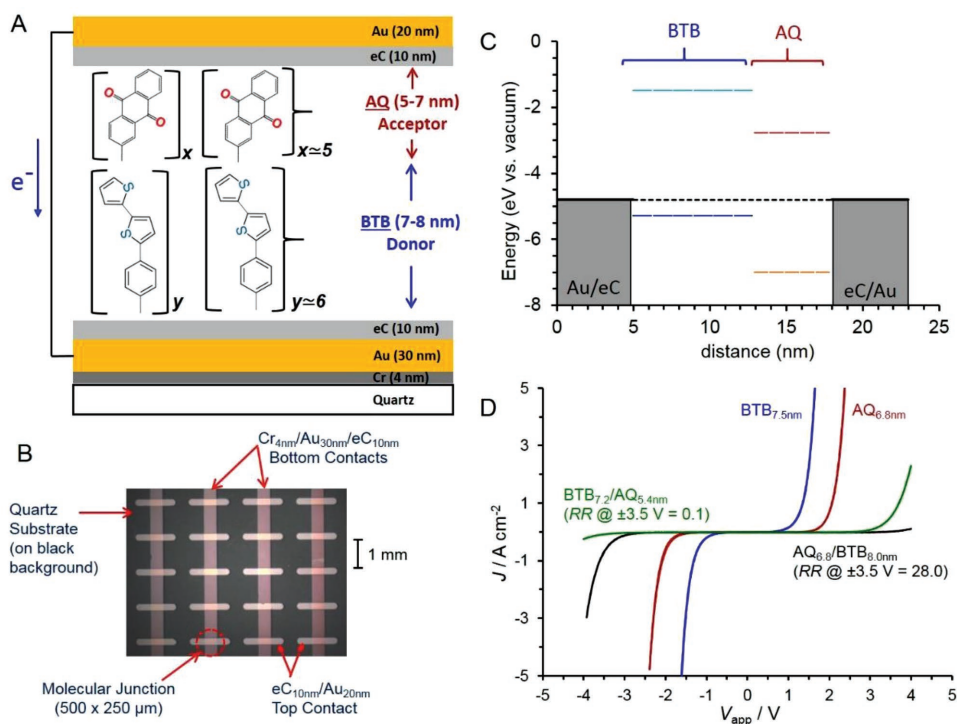 A
Au (20 nm)
eC (10 nm)
O
O
x
O
O
x≃5
AQ (5-7 nm)
Acceptor
e-
S
S
y
S
S
y≃6
BTB (7-8 nm)
Donor
eC (10 nm)
Au (30 nm)
Cr (4 nm)
Quartz
B
Cr4nm/Au30nm/eC10nm
Bottom Contacts
Quartz
Substrate
(on black
background)
1 mm
Molecular Junction
(500 x 250 µm)
eC10nm/Au20nm
Top Contact
C
BTB
AQ
Energy (eV vs. vacuum)
0
-2
-4
-6
-8
Au/eC
eC/Au
0
5
10
15
20
25
distance (nm)
D
J / A cm-2
5
3
1
-1
-3
-5
BTB7.5nm
AQ6.8nm
BTB7.2/AQ5.4nm
(RR @ ±3.5 V = 0.1)
AQ6.8/BTB8.0nm
(RR @ ±3.5 V = 28.0)
-5
-4
-3
-2
-1
0
1
2
3
4
5
Vapp / V